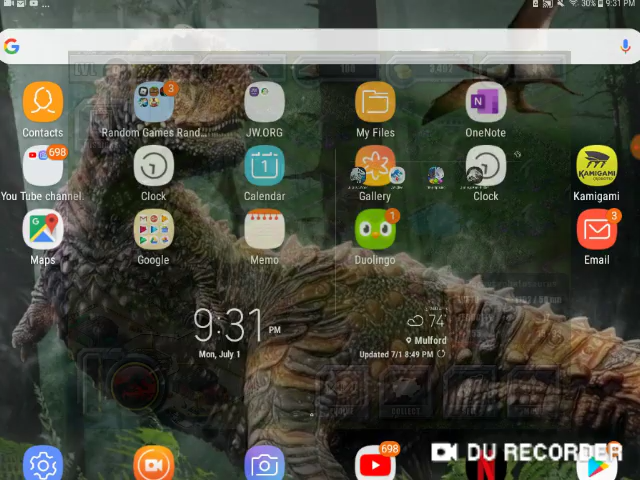 ... 30% 9:31 PM
G
Contacts
3
Random Games Rand...
JW.ORG
My Files
N
OneNote
698
You Tube channel
Clock
1
Calendar
Gallery
Clock
KAMIGAMI
Kamigami
Maps
Google
Memo
1
Duolingo
3
Email
9:31 PM
Mon, July 1
74°
Mulford
Updated 7/1 8:49 PM
698
DU RECORDER